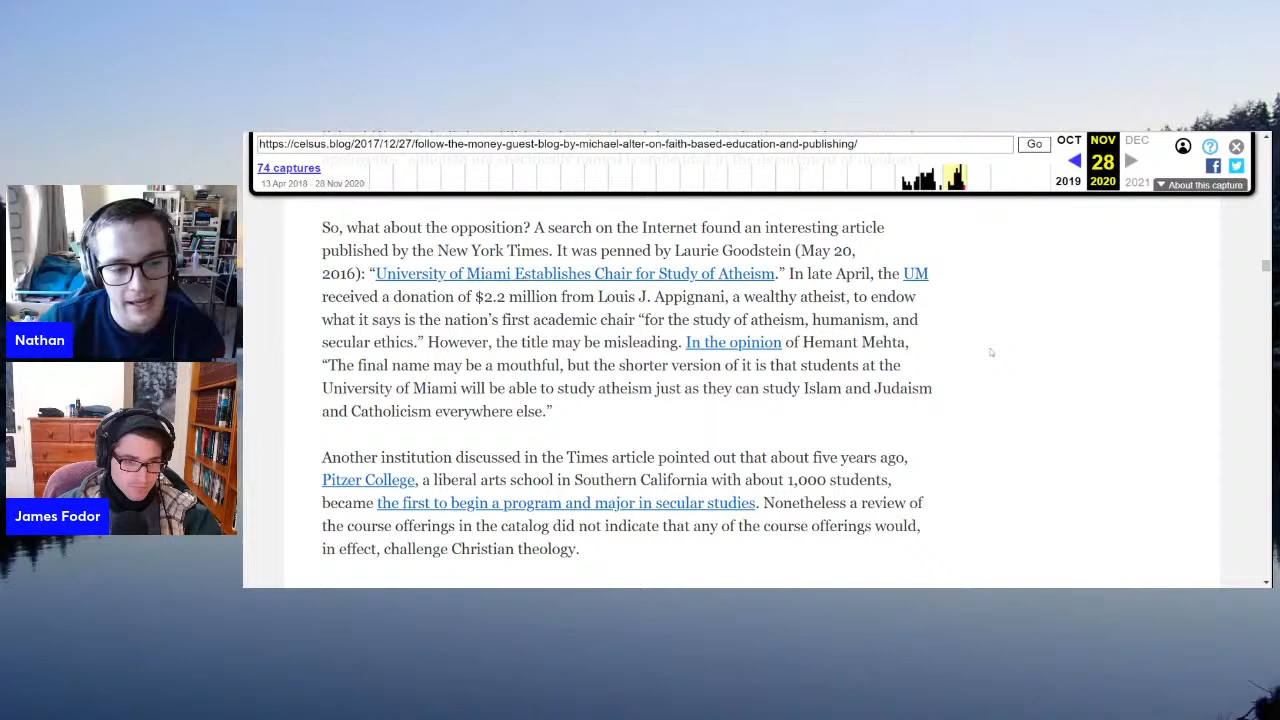 https://celsus.blog/2017/12/27/follow-the-money-guest-blog-by-michael-alter-on-faith-based-education-and-publishing/
Go
OCT NOV DEC
74 captures
28
13 Apr 2018 - 28 Nov 2020
2019 2020 2021
About this capture
So, what about the opposition? A search on the Internet found an interesting article
published by the New York Times. It was penned by Laurie Goodstein (May 20,
2016): “University of Miami Establishes Chair for Study of Atheism.” In late April, the UM
received a donation of $2.2 million from Louis J. Appignani, a wealthy atheist, to endow
what it says is the nation’s first academic chair “for the study of atheism, humanism, and
secular ethics.” However, the title may be misleading. In the opinion of Hemant Mehta,
“The final name may be a mouthful, but the shorter version of it is that students at the
University of Miami will be able to study atheism just as they can study Islam and Judaism
and Catholicism everywhere else.”
Another institution discussed in the Times article pointed out that about five years ago,
Pitzer College, a liberal arts school in Southern California with about 1,000 students,
became the first to begin a program and major in secular studies. Nonetheless a review of
the course offerings in the catalog did not indicate that any of the course offerings would,
in effect, challenge Christian theology.
Nathan
James Fodor